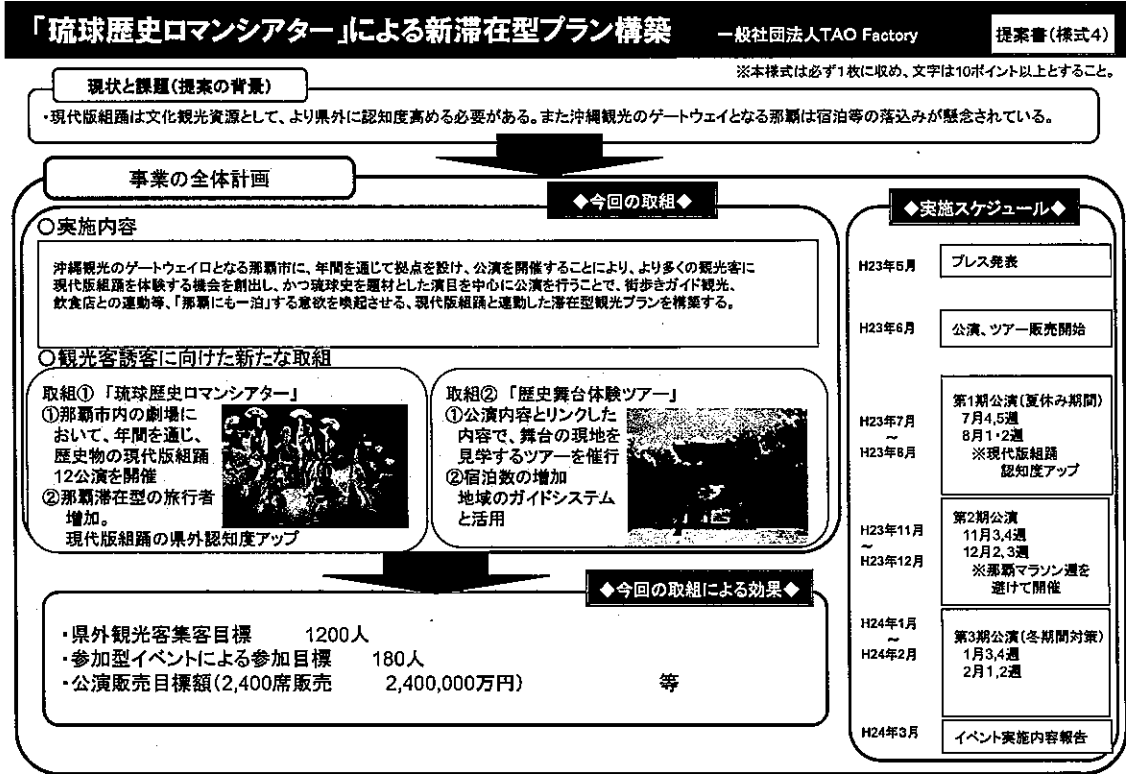 「琉球歴史ロマンシアター」による新滞在型プラン構築
一般社団法人TAO Factory
提案書(様式4)
※本様式は必ず1枚に収め、文字は10ポイント以上とすること。
現状と課題(提案の背景)
・現代版組踊は文化観光資源として、より県外に認知度高める必要がある。また沖縄観光のゲートウェイとなる那覇は宿泊等の落込みが懸念されている。
事業の全体計画
◆今回の取組◆
○実施内容
沖縄観光のゲートウェイ口となる那覇市に、年間を通じて拠点を設け、公演を開催することにより、より多くの観光客に
現代版組踊を体験する機会を創出し、かつ琉球史を題材とした演目を中心に公演を行うことで、街歩きガイド観光、
飲食店との連動等、「那覇にも一泊」する意欲を喚起させる、現代版組踊と連動した滞在型観光プランを構築する。
○観光客誘客に向けた新たな取組
取組① 「琉球歴史ロマンシアター」
①那覇市内の劇場に
おいて、年間を通じ、
歴史物の現代版組踊
12公演を開催
②那覇滞在型の旅行者
増加。
現代版組踊の県外認知度アップ
取組② 「歴史舞台体験ツアー」
①公演内容とリンクした
内容で、舞台の現地を
見学するツアーを催行
②宿泊数の増加
地域のガイドシステム
と活用
◆今回の取組による効果◆
・県外観光客集客目標 1200人
・参加型イベントによる参加目標 180人
・公演販売目標額(2,400席販売 2,400,000万円) 等
◆実施スケジュール◆
H23年5月
プレス発表
H23年6月
公演、ツアー販売開始
H23年7月
~
H23年8月
第1期公演(夏休み期間)
7月4,5週
8月1・2週
※現代版組踊
認知度アップ
H23年11月
~
H23年12月
第2期公演
11月3,4週
12月2,3週
※那覇マラソン週を
避けて開催
H24年1月
~
H24年2月
第3期公演(冬期間対策)
1月3,4週
2月1,2週
H24年3月
イベント実施内容報告